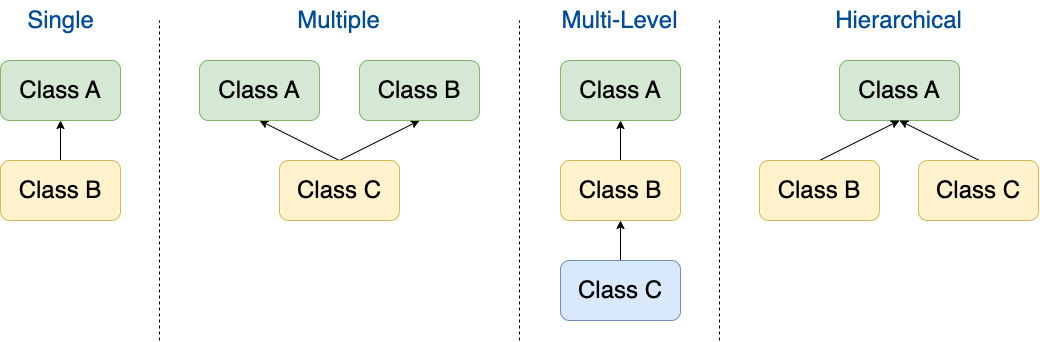 Single
Multiple
Multi-Level
Hierarchical
Class A
Class A
Class B
Class A
Class A
Class B
Class C
Class B
Class B
Class C
Class C